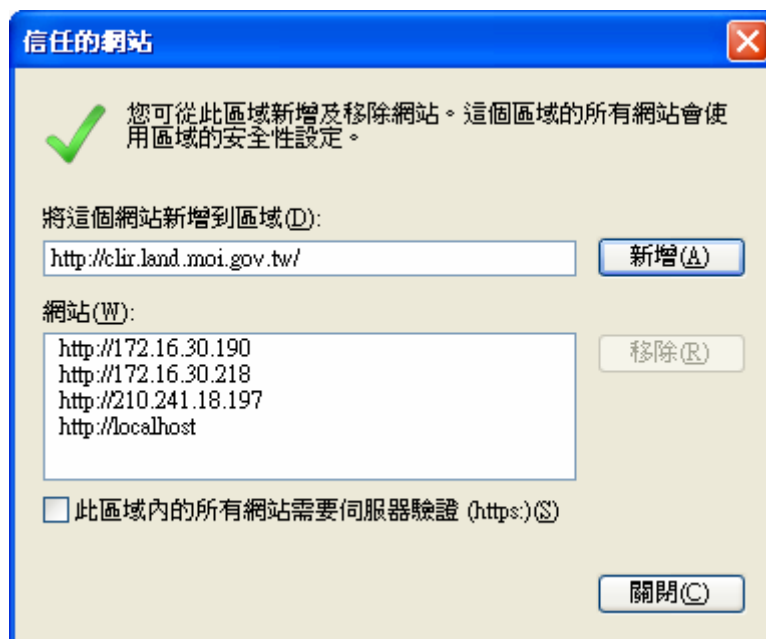 信任的網站
您可從此區域新增及移除網站。這個區域的所有網站會使
用區域的安全性設定。
將這個網站新增到區域(D):
http://clir.land.moi.gov.tw/
新增(A)
網站(W):
http://172.16.30.190
http://172.16.30.218
http://210.241.18.197
http://localhost
移除(R)
此區域內的所有網站需要伺服器驗證 (https:)(S)
關閉(C)